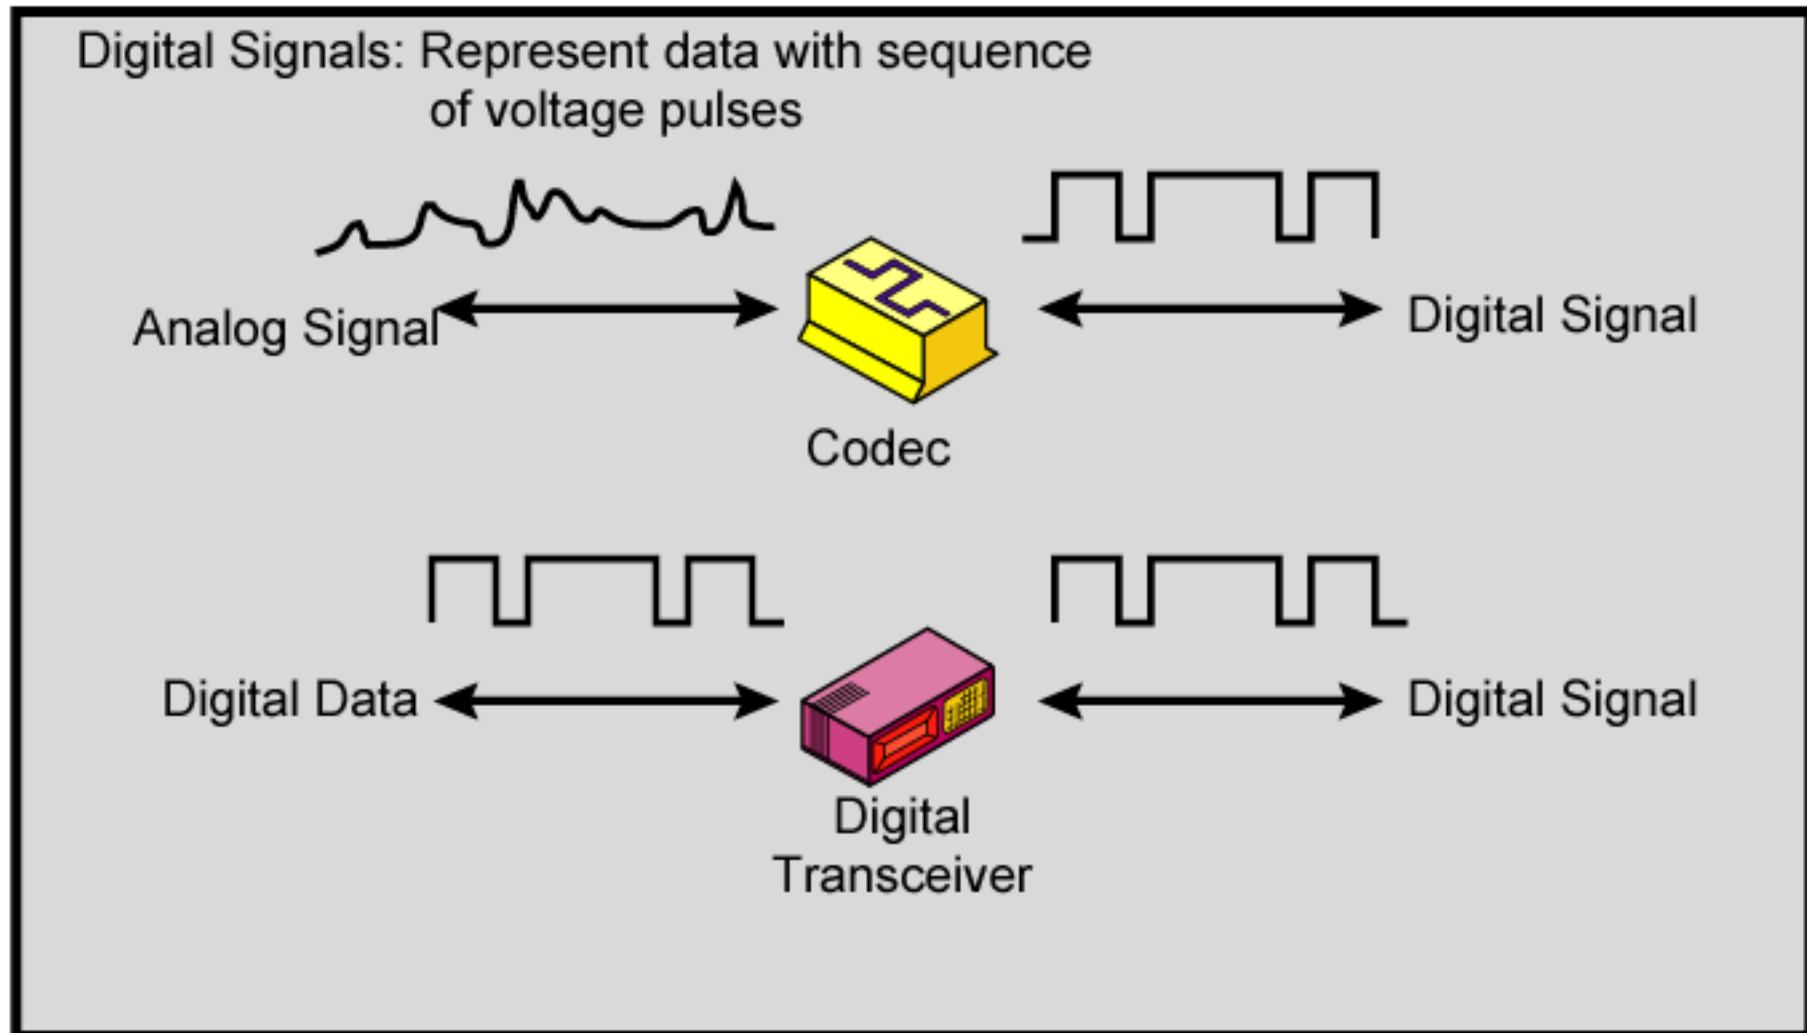 Digital Signals: Represent data with sequence
of voltage pulses
Analog Signal
Digital Signal
Codec
Digital Data
Digital Signal
Digital
Transceiver